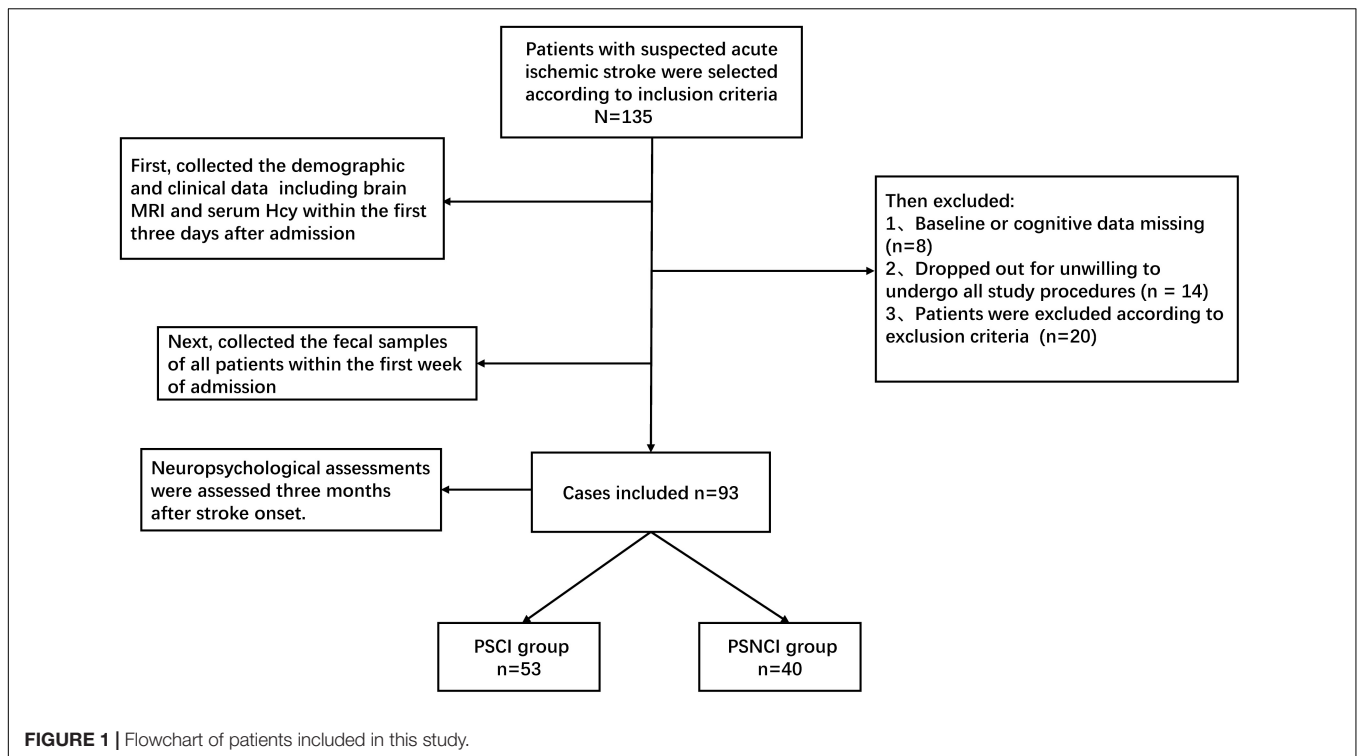 Patients with suspected acute
ischemic stroke were selected
according to inclusion criteria
N=135
First, collected the demographic
and clinical data including brain
MRI and serum Hcy within the first
three days after admission
Then excluded:
1、Baseline or cognitive data missing
(n=8)
2、Dropped out for unwilling to
undergo all study procedures (n = 14)
3、Patients were excluded according to
exclusion criteria (n=20)
Next, collected the fecal samples
of all patients within the first week
of admission
Neuropsychological assessments
were assessed three months
after stroke onset.
Cases included n=93
PSCI group
n=53
PSNCI group
n=40
FIGURE 1 | Flowchart of patients included in this study.